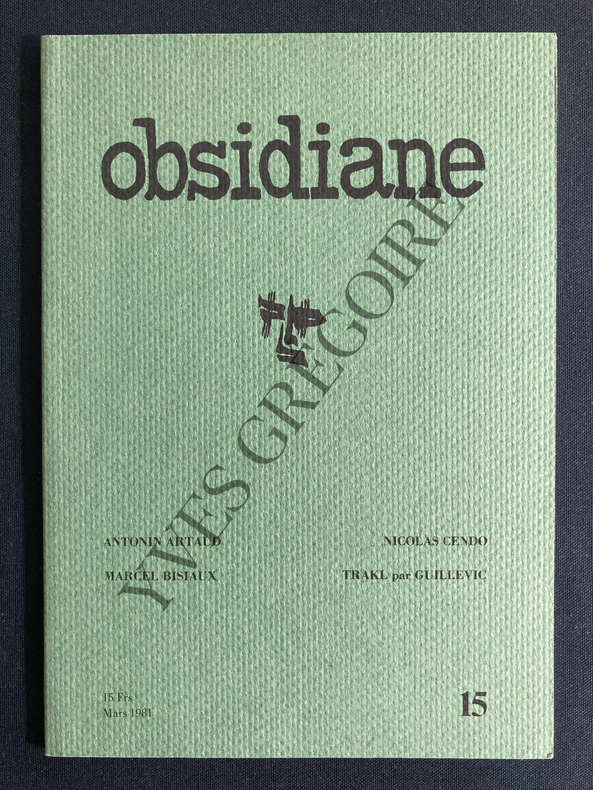 obsidiane
YVES GREGOIRE
ANTONIN ARTAUD
NICOLAS CENDO
MARCEL BISIAUX
TRAKL par GUILLEVIC
15 Frs
Mars 1981
15